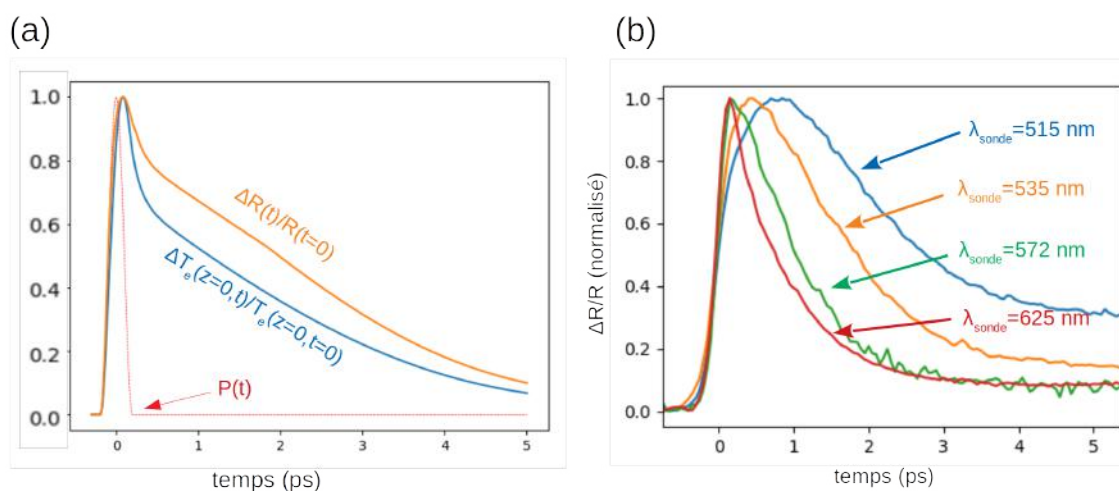 (a)
(b)
1.0
0.8
0.6
0.4
0.2
0.0
ΔR(t)/R(t=0)
ΔTₑ(z=0,t)/Tₑ(z=0,t=0)
P(t)
0 1 2 3 4 5
temps (ps)
ΔR/R (normalisé)
1.0
0.8
0.6
0.4
0.2
0.0
λsonde=515 nm
λsonde=535 nm
λsonde=572 nm
λsonde=625 nm
0 1 2 3 4 5
temps (ps)